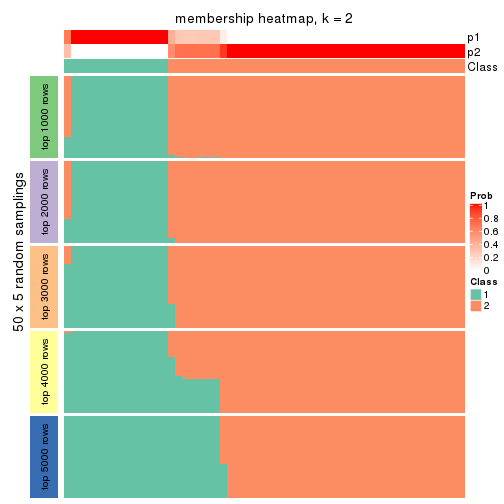 membership heatmap, k = 2
p1
p2
Class
50 x 5 random samplings
top 1000 rows
top 2000 rows
top 3000 rows
top 4000 rows
top 5000 rows
Prob
1
0.8
0.6
0.4
0.2
0
Class
1
2